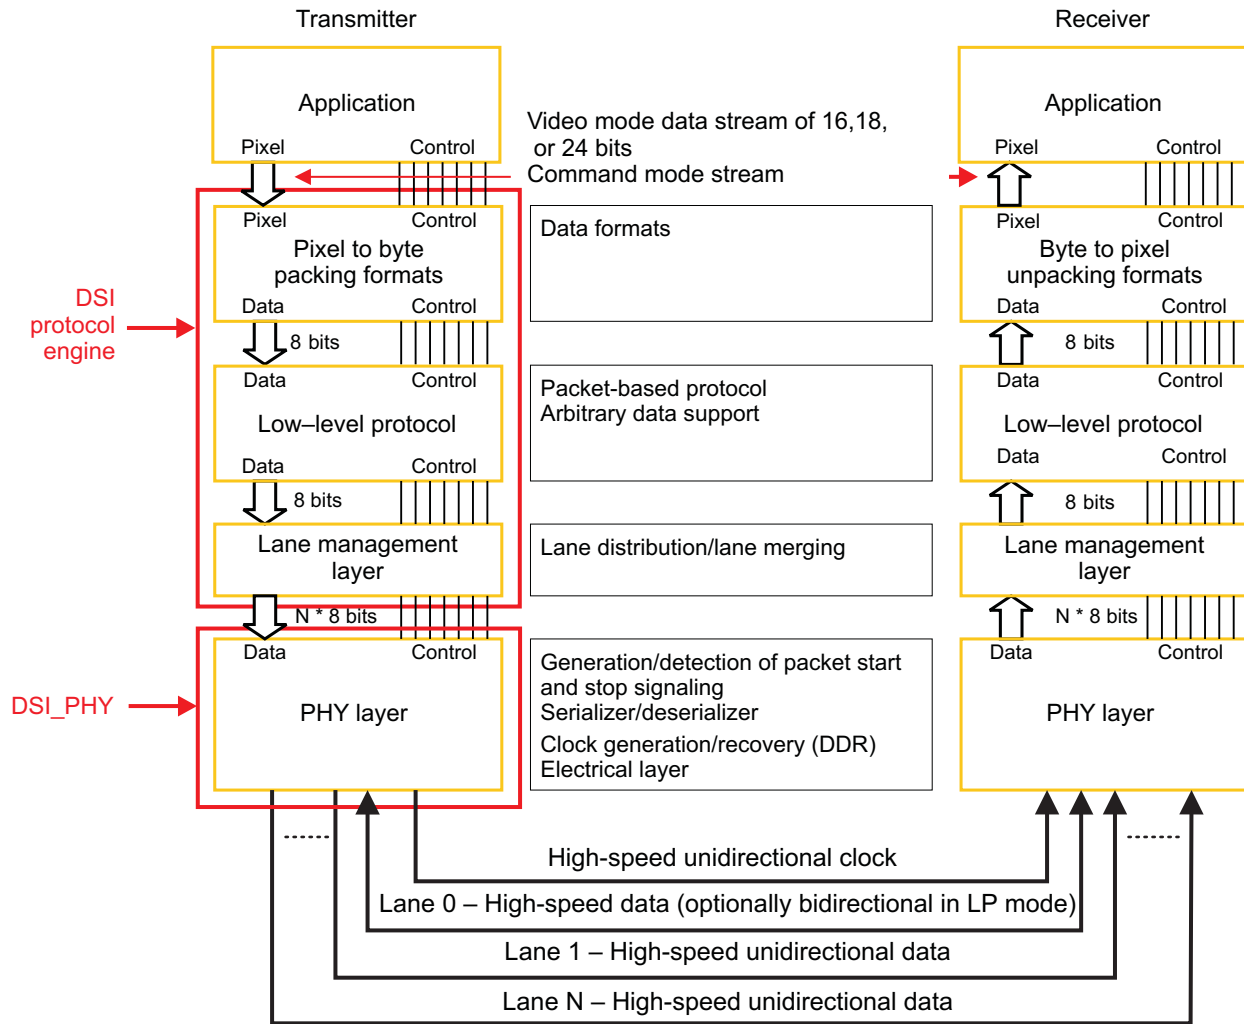 Transmitter
Receiver
Application
Pixel
Control
Video mode data stream of 16,18,
or 24 bits
Command mode stream
Application
Pixel
Control
Pixel
Control
Pixel to byte
packing formats
Data
Control
Data formats
Pixel
Control
Byte to pixel
unpacking formats
Data
Control
DSI
protocol
engine
8 bits
8 bits
Data
Control
Low–level protocol
Data
Control
Packet-based protocol
Arbitrary data support
Data
Control
Low–level protocol
Data
Control
8 bits
8 bits
Lane management
layer
Lane distribution/lane merging
Lane management
layer
N * 8 bits
N * 8 bits
DSI_PHY
Data
Control
PHY layer
Generation/detection of packet start
and stop signaling
Serializer/deserializer
Clock generation/recovery (DDR)
Electrical layer
Data
Control
PHY layer
High-speed unidirectional clock
Lane 0 – High-speed data (optionally bidirectional in LP mode)
Lane 1 – High-speed unidirectional data
Lane N – High-speed unidirectional data